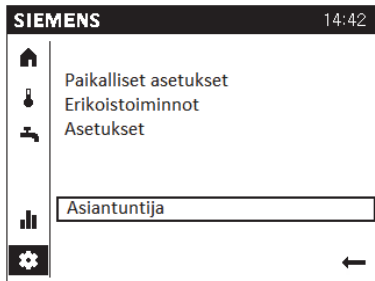 SIEMENS 14:42
Paikalliset asetukset
Erikoistoiminnot
Asetukset
Asiantuntija